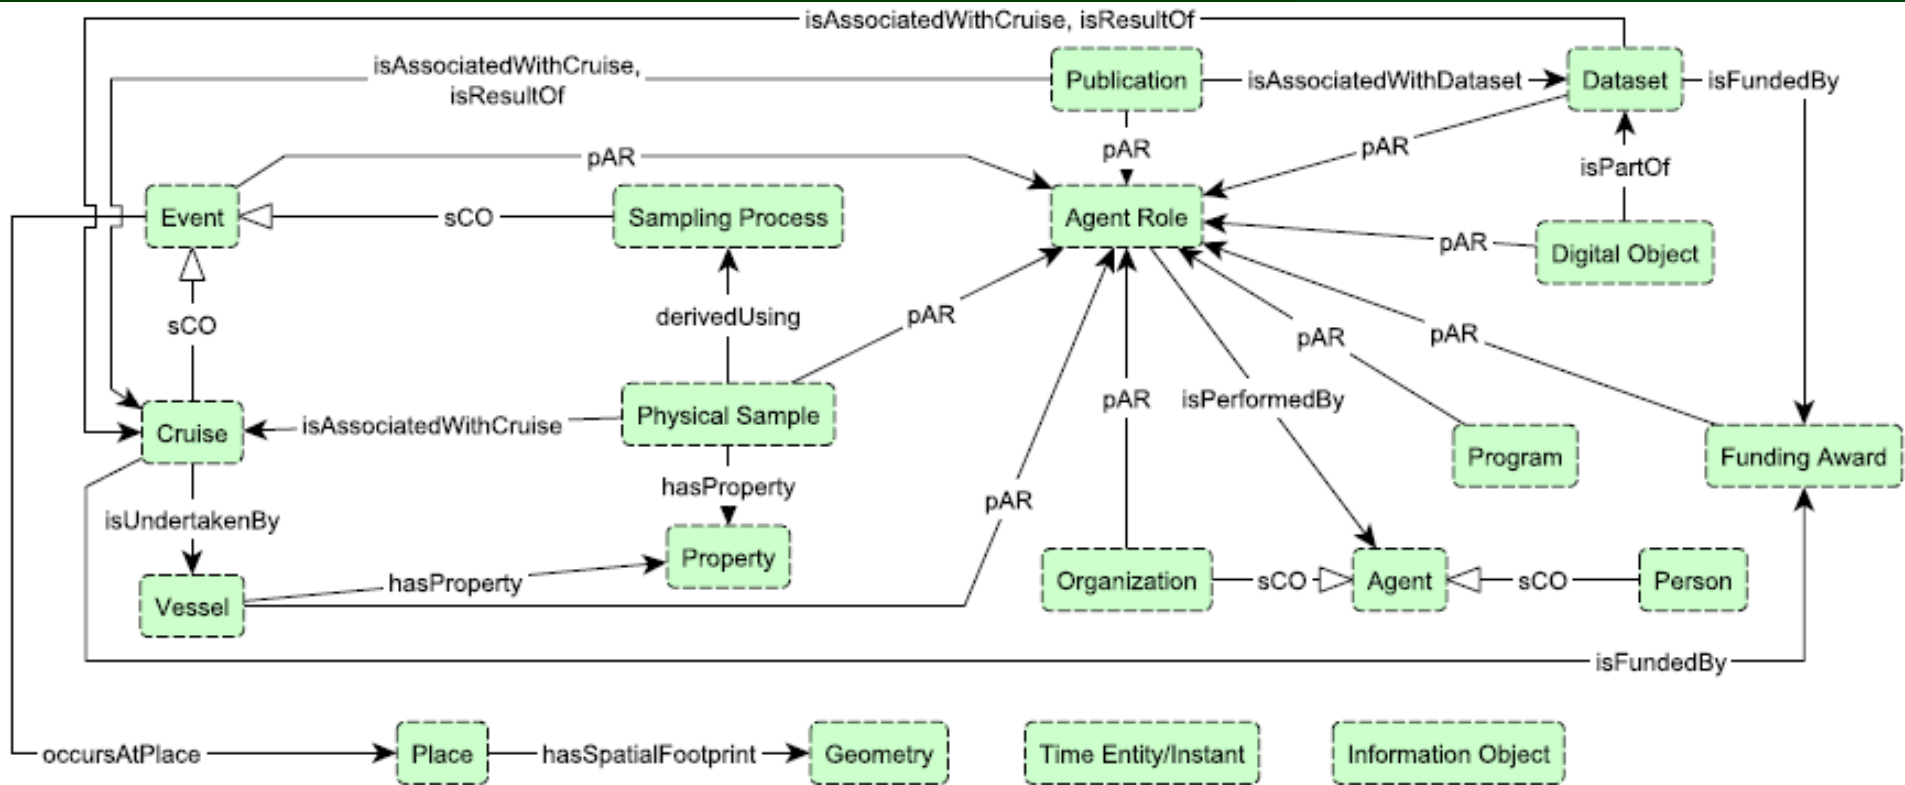 isAssociatedWithCruise, isResultOf
isAssociatedWithCruise,
isResultOf
Publication
isAssociatedWithDataset
Dataset
isFundedBy
pAR
pAR
pAR
isPartOf
Event
sCO
Sampling Process
Agent Role
pAR
Digital Object
sCO
derivedUsing
pAR
pAR
pAR
Cruise
isAssociatedWithCruise
Physical Sample
pAR
isPerformedBy
Program
Funding Award
hasProperty
pAR
isUndertakenBy
Property
Vessel
hasProperty
Organization
sCO
Agent
sCO
Person
isFundedBy
occursAtPlace
Place
hasSpatialFootprint
Geometry
Time Entity/Instant
Information Object